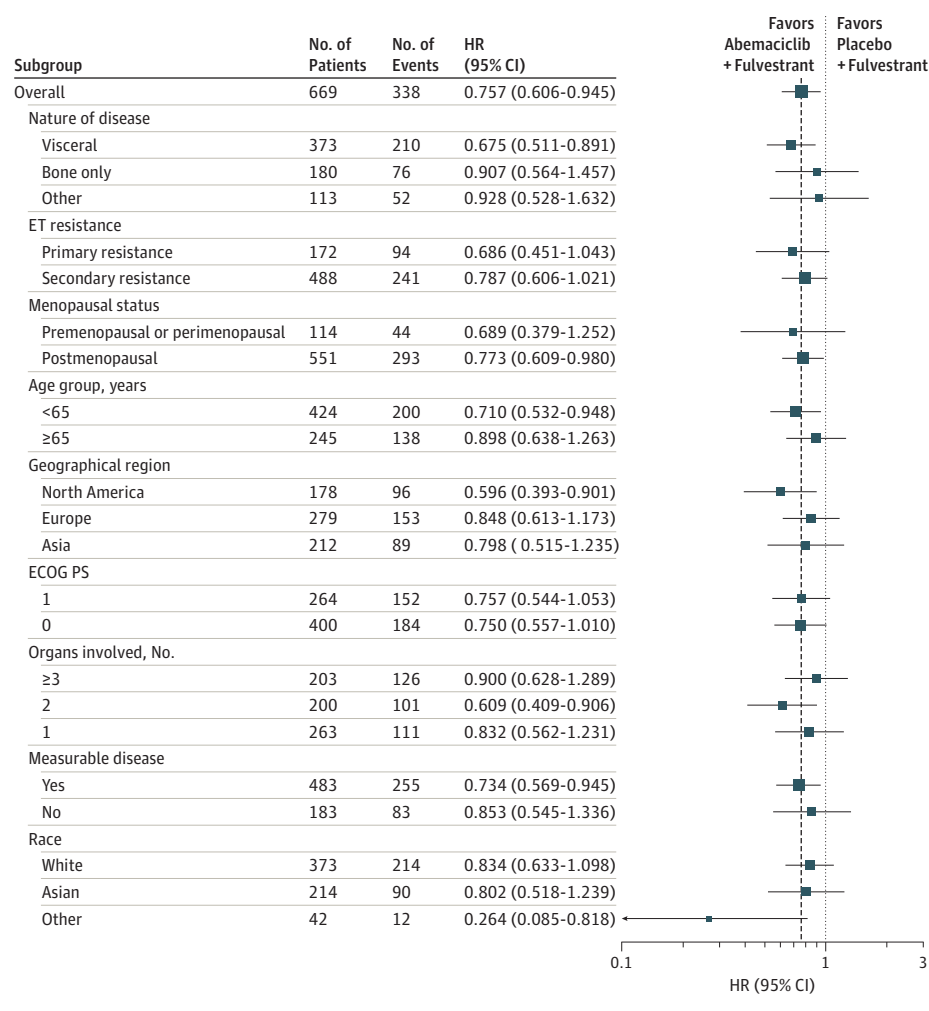 Favors Abemaciclib + Fulvestrant
Favors Placebo + Fulvestrant
Subgroup No. of Patients No. of Events HR (95% CI)
Overall 669 338 0.757 (0.606-0.945)
Nature of disease
Visceral 373 210 0.675 (0.511-0.891)
Bone only 180 76 0.907 (0.564-1.457)
Other 113 52 0.928 (0.528-1.632)
ET resistance
Primary resistance 172 94 0.686 (0.451-1.043)
Secondary resistance 488 241 0.787 (0.606-1.021)
Menopausal status
Premenopausal or perimenopausal 114 44 0.689 (0.379-1.252)
Postmenopausal 551 293 0.773 (0.609-0.980)
Age group, years
<65 424 200 0.710 (0.532-0.948)
≥65 245 138 0.898 (0.638-1.263)
Geographical region
North America 178 96 0.596 (0.393-0.901)
Europe 279 153 0.848 (0.613-1.173)
Asia 212 89 0.798 ( 0.515-1.235)
ECOG PS
1 264 152 0.757 (0.544-1.053)
0 400 184 0.750 (0.557-1.010)
Organs involved, No.
≥3 203 126 0.900 (0.628-1.289)
2 200 101 0.609 (0.409-0.906)
1 263 111 0.832 (0.562-1.231)
Measurable disease
Yes 483 255 0.734 (0.569-0.945)
No 183 83 0.853 (0.545-1.336)
Race
White 373 214 0.834 (0.633-1.098)
Asian 214 90 0.802 (0.518-1.239)
Other 42 12 0.264 (0.085-0.818)
0.1 1 3
HR (95% CI)